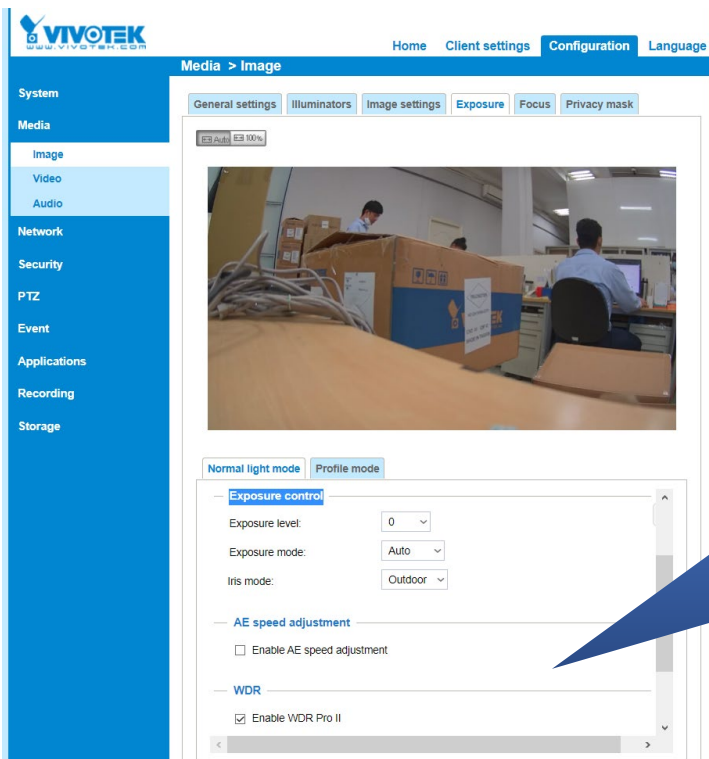 VIVOTEK
WWW.VIVOTEK.COM
Home Client settings Configuration Language
Media > Image
System
Media
Image
Video
Audio
Network
Security
PTZ
Event
Applications
Recording
Storage
General settings Illuminators Image settings Exposure Focus Privacy mask
Auto 100%
Normal light mode Profile mode
Exposure control
Exposure level: 0
Exposure mode: Auto
Iris mode: Outdoor
AE speed adjustment
Enable AE speed adjustment
WDR
Enable WDR Pro II